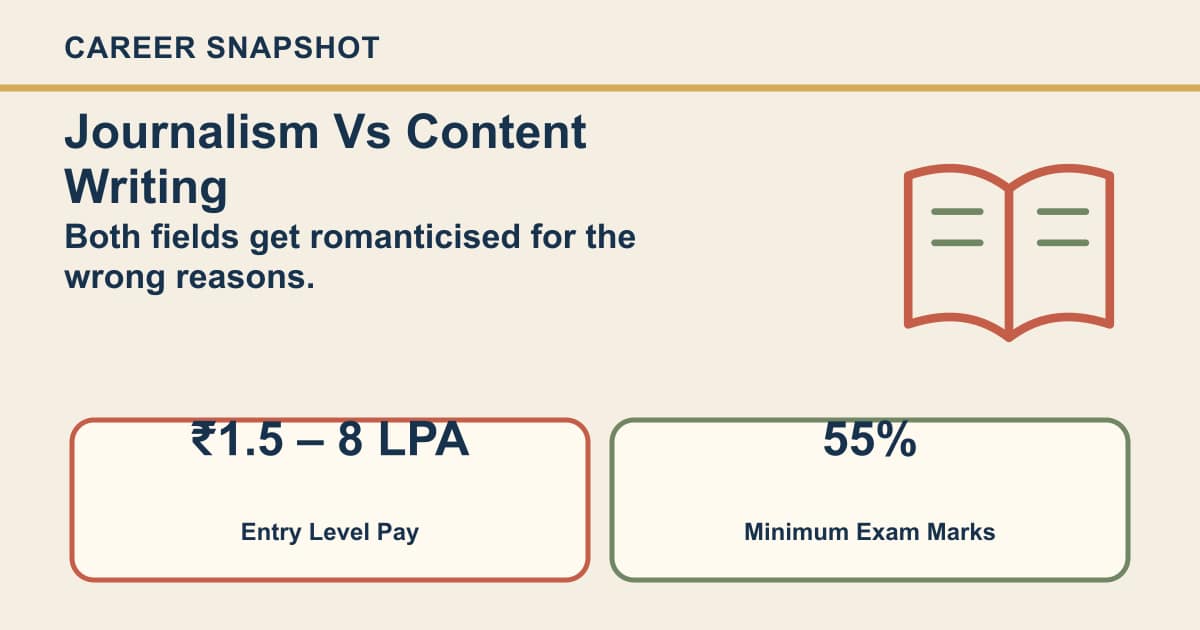 CAREER SNAPSHOT
Journalism Vs Content
Writing
Both fields get romanticised for the
wrong reasons.
₹1.5 – 8 LPA
Entry Level Pay
55%
Minimum Exam Marks